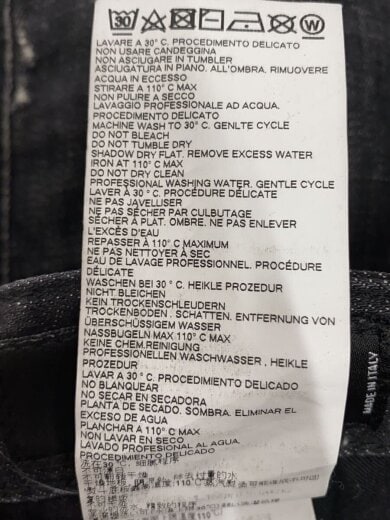 30
W
LAVARE A 30° C. PROCEDIMENTO DELICATO
NON USARE CANDEGGINA
NON ASCIUGARE IN TUMBLER
ASCIUGATURA IN PIANO. ALL'OMBRA. RIMUOVERE
ACQUA IN ECCESSO
STIRARE A 110° C MAX
NON PULIRE A SECCO
LAVAGGIO PROFESSIONALE AD ACQUA.
PROCEDIMENTO DELICATO
MACHINE WASH TO 30° C. GENLTE CYCLE
DO NOT BLEACH
DO NOT TUMBLE DRY
SHADOW DRY FLAT. REMOVE EXCESS WATER
IRON AT 110° C MAX
DO NOT DRY CLEAN
PROFESSIONAL WASHING WATER. GENTLE CYCLE
LAVER À 30° C. PROCÉDURE DÉLICATE
NE PAS JAVELLISER
NE PAS SÉCHER PAR CULBUTAGE
SÉCHER À PLAT. OMBRE. NE PAS ENLEVER
L'EXCÈS D'EAU
REPASSER À 110° C MAXIMUM
NE PAS NETTOYER À SEC
EAU DE LAVAGE PROFESSIONNEL. PROCÉDURE
DÉLICATE
WASCHEN BEI 30° C. HEIKLE PROZEDUR
NICHT BLEICHEN
KEIN TROCKENSCHLEUDERN
TROCKENBODEN. SCHATTEN. ENTFERNUNG VON
ÜBERSCHÜSSIGEM WASSER
NASSBUGELN MAX 110° C MAX
KEINE CHEM.REINIGUNG
PROFESSIONELLEN WASCHWASSER, HEIKLE
PROZEDUR
LAVAR A 30° C. PROCEDIMIENTO DELICADO
NO BLANQUEAR
NO SECAR EN SECADORA
PLANTA DE SECADO. SOMBRA. ELIMINAR EL
EXCESO DE AGUA
PLANCHAR A 110° C MAX
NON LAVAR EN SECO
LAVADO PROFESIONAL AL AGUA.
PROCEDIMIENTO DELICADO
MADE IN ITALY